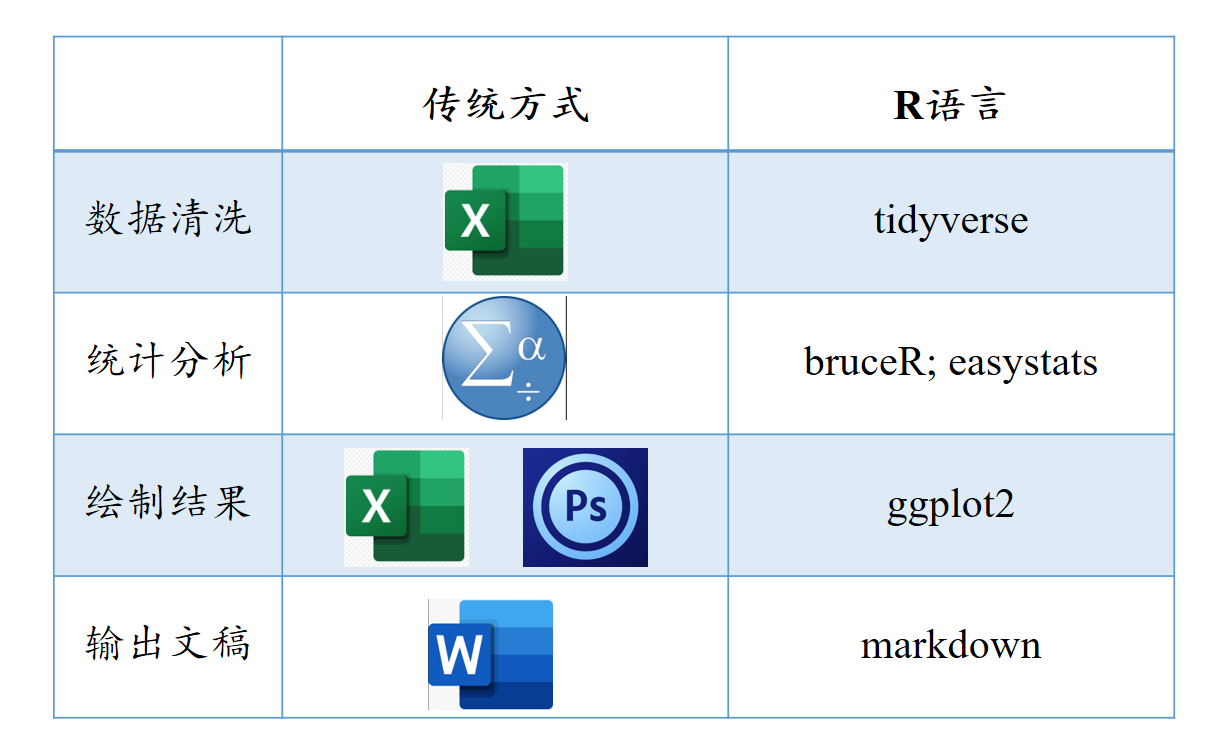 传统方式 R语言
数据清洗 X tidyverse
统计分析 Σα÷ bruceR; easystats
绘制结果 X Ps ggplot2
输出文稿 W markdown